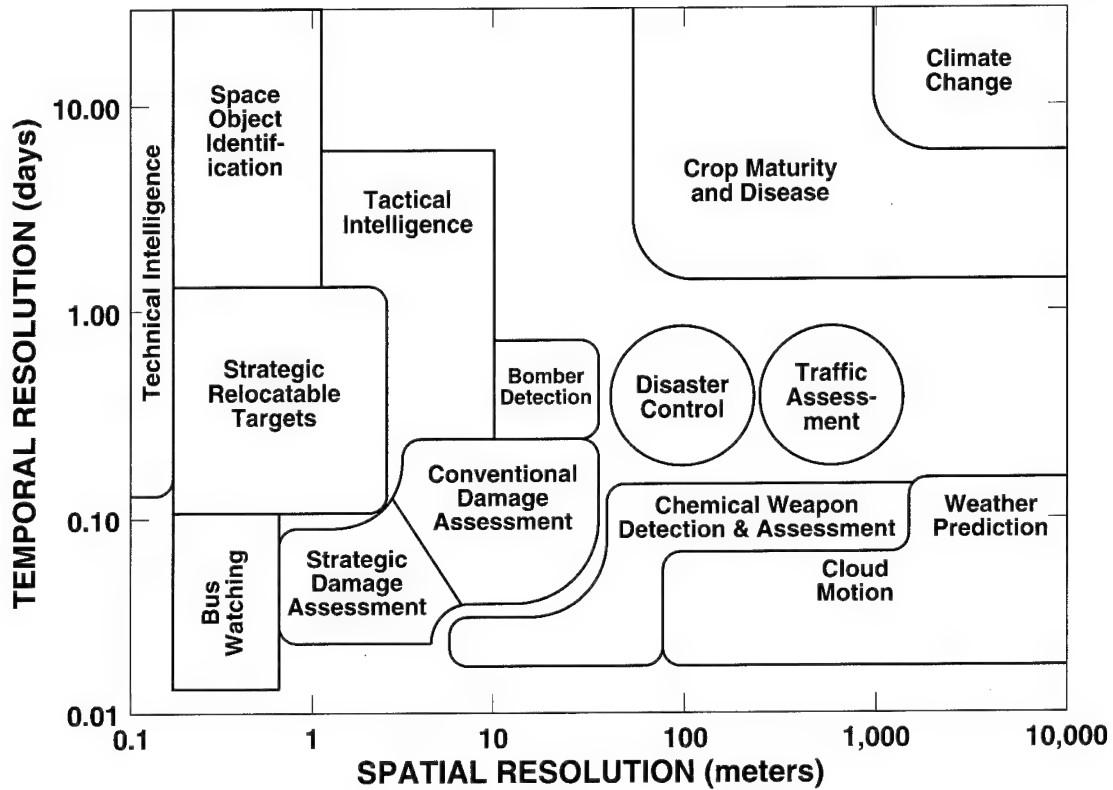 TEMPORAL RESOLUTION (days)
10.00
1.00
0.10
0.01
Technical Intelligence
Space
Object
Identif-
ication
Tactical
Intelligence
Climate
Change
Crop Maturity
and Disease
Strategic
Relocatable
Targets
Bomber
Detection
Disaster
Control
Traffic
Assess-
ment
Conventional
Damage
Assessment
Chemical Weapon
Detection & Assessment
Weather
Prediction
Bus
Watching
Strategic
Damage
Assessment
Cloud
Motion
0.1
1
10
100
1,000
10,000
SPATIAL RESOLUTION (meters)